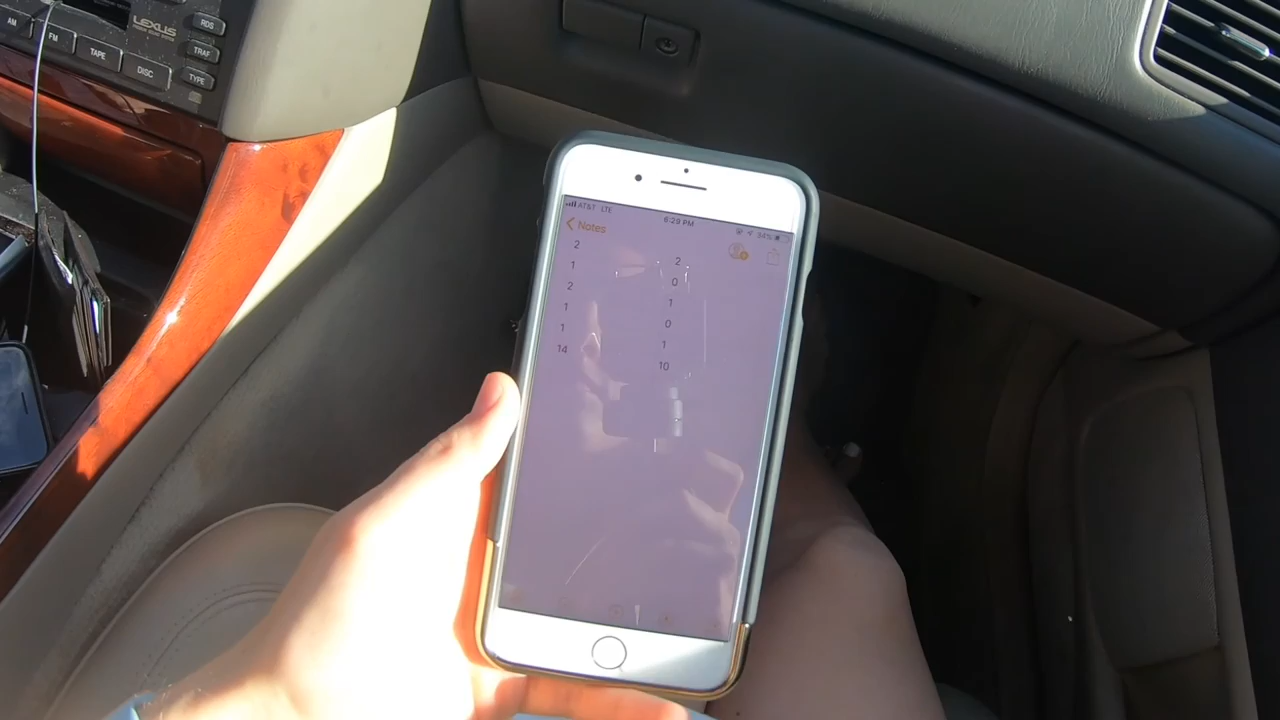 LEXUS
AM
FM
TAPE
DISC
RDS
TRAF
TYPE
AT&T LTE
6:29 PM
94%
Notes
2
1
2
1
1
14
2
0
1
0
1
10